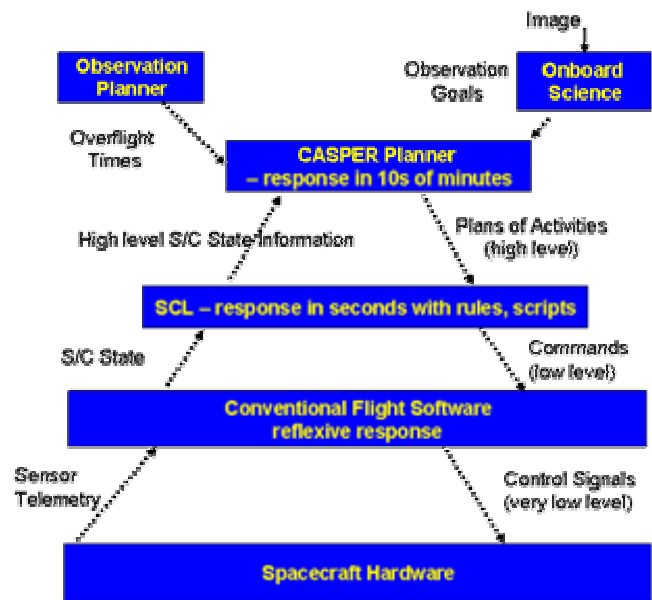 Image
Observation
Planner
Observation
Goals
Onboard
Science
Overflight
Times
CASPER Planner
– response in 10s of minutes
High level S/C State Information
Plans of Activities
(high level)
SCL – response in seconds with rules, scripts
S/C State
Commands
(low level)
Conventional Flight Software
reflexive response
Sensor
Telemetry
Control Signals
(very low level)
Spacecraft Hardware